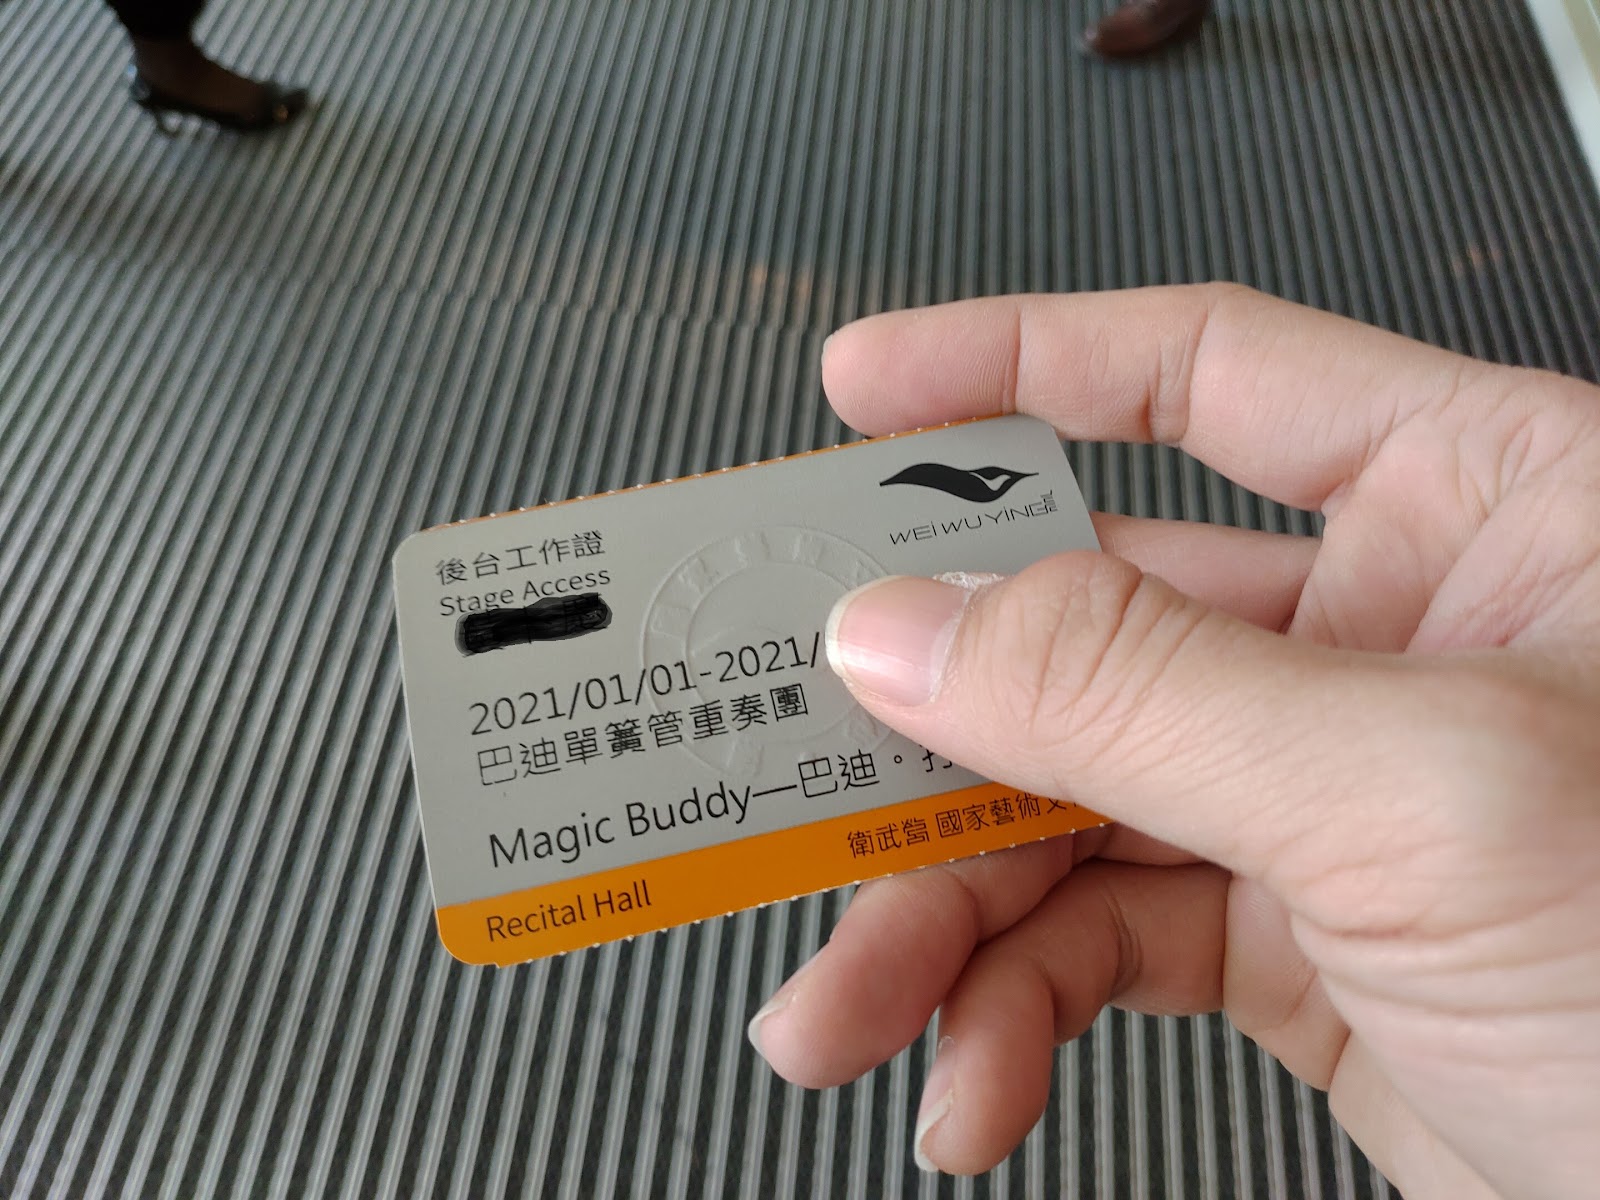 後台工作證
Stage Access
WEIWUYING
2021/01/01-2021/
巴迪單簧管重奏團
Magic Buddy—巴迪。
衛武營 國家藝術文
Recital Hall